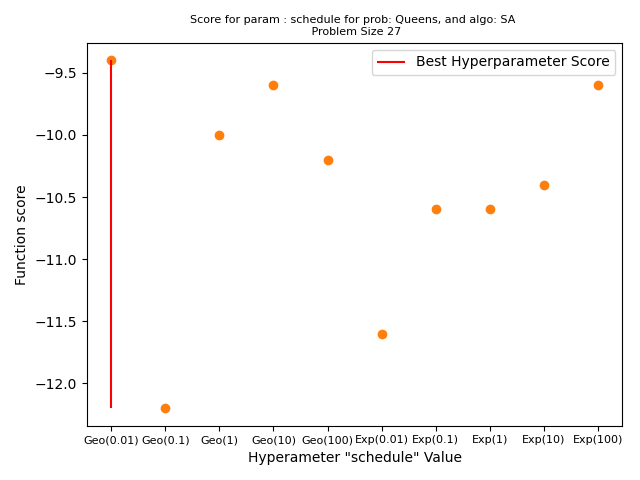 Score for param : schedule for prob: Queens, and algo: SA
Problem Size 27
Best Hyperparameter Score
Function score
−9.5
−10.0
−10.5
−11.0
−11.5
−12.0
Geo(0.01) Geo(0.1) Geo(1) Geo(10) Geo(100) Exp(0.01) Exp(0.1) Exp(1) Exp(10) Exp(100)
Hyperameter "schedule" Value